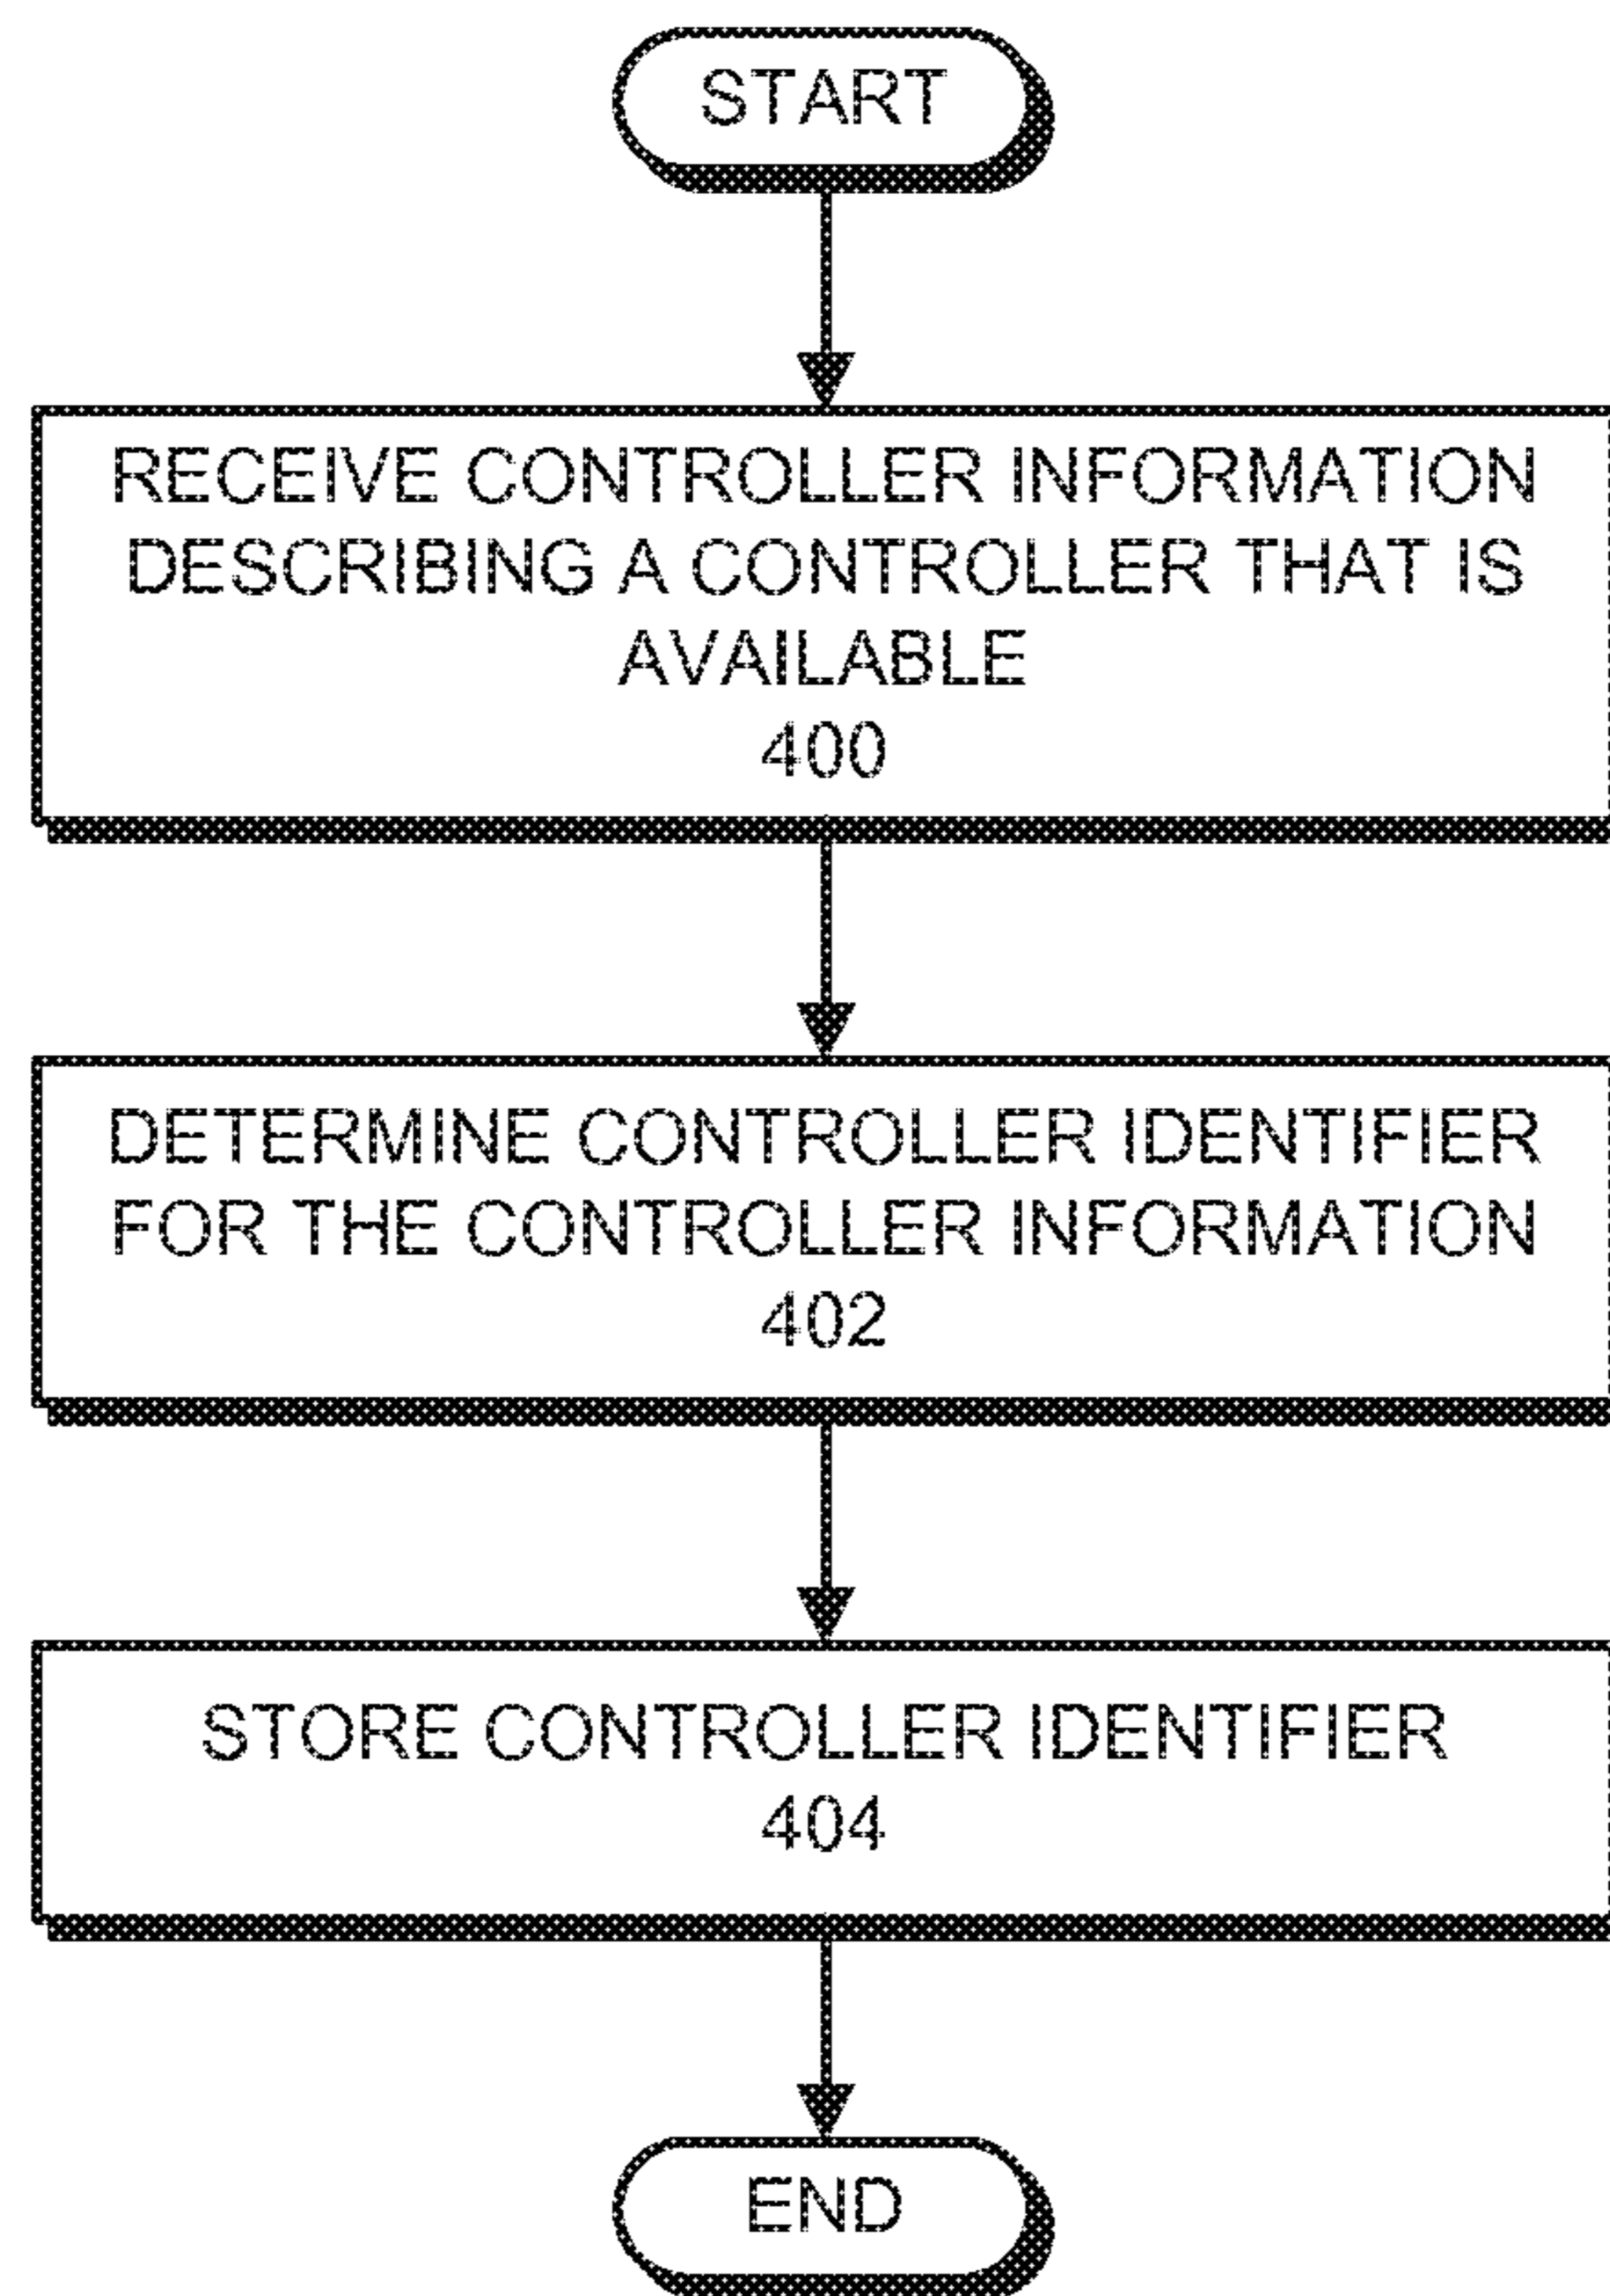 START
RECEIVE CONTROLLER INFORMATION
DESCRIBING A CONTROLLER THAT IS
AVAILABLE
400
DETERMINE CONTROLLER IDENTIFIER
FOR THE CONTROLLER INFORMATION
402
STORE CONTROLLER IDENTIFIER
404
END